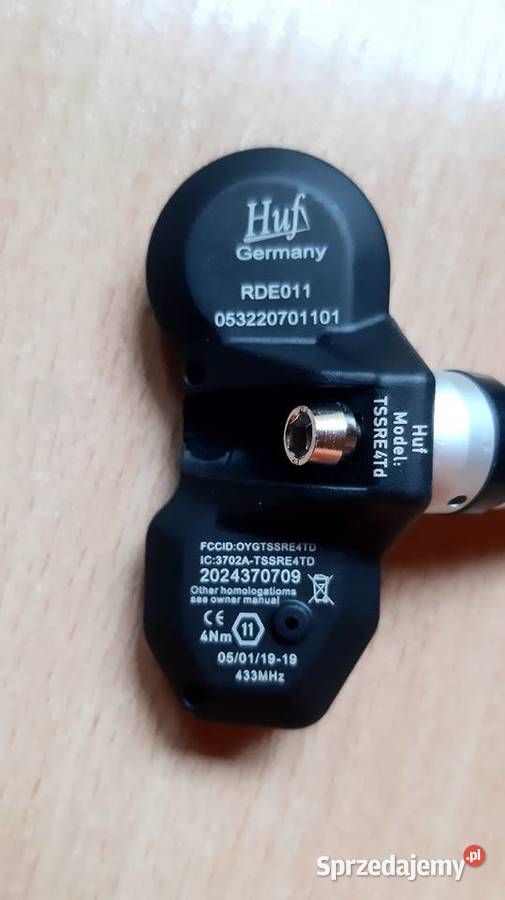 Huf
Germany
RDE011
053220701101
Huf
Model:
TSSRE4Td
FCCID:OYGTSSRE4TD
IC:3702A-TSSRE4TD
2024370709
Other homologatioms
see owner manual
CE
4Nm 11
05/01/19-19
433MHz
Sprzedajemy.pl